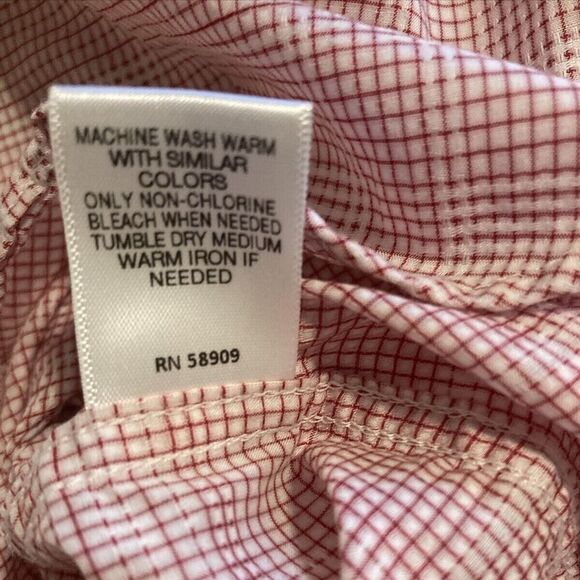 MACHINE WASH WARM
WITH SIMILAR
COLORS
ONLY NON-CHLORINE
BLEACH WHEN NEEDED
TUMBLE DRY MEDIUM
WARM IRON IF
NEEDED
RN 58909